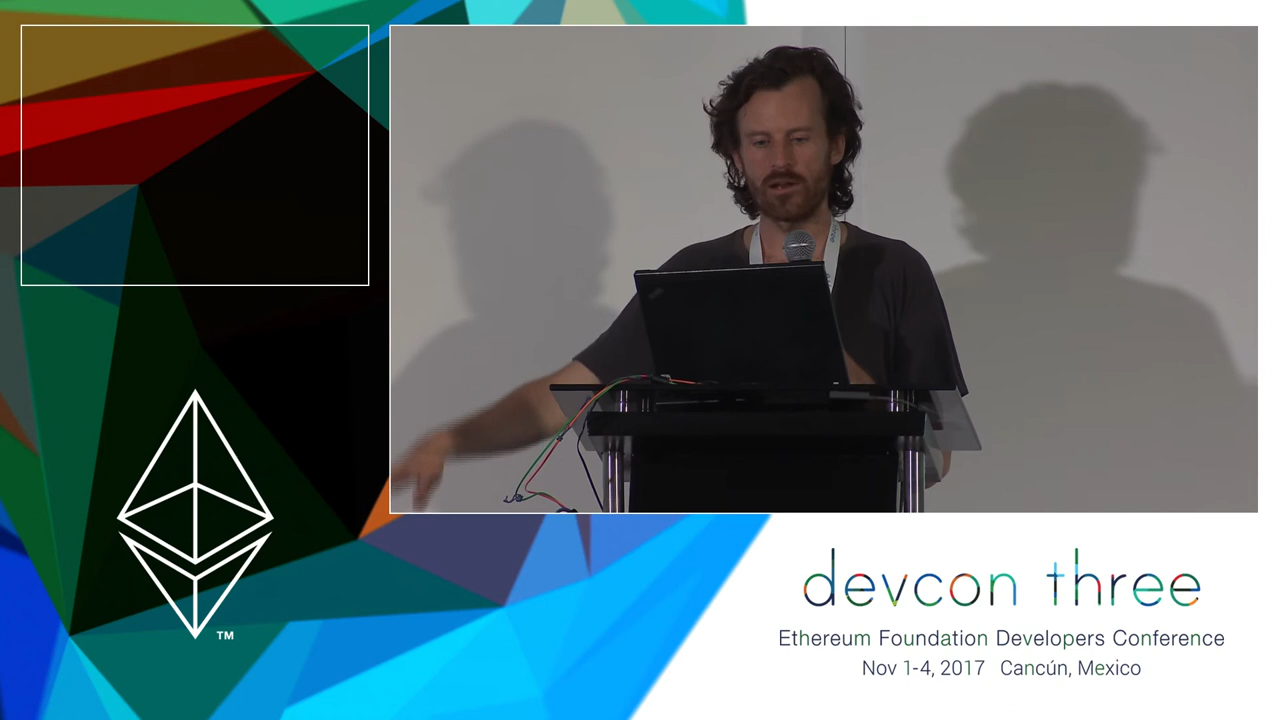 TM
devcon three
Ethereum Foundation Developers Conference
Nov 1-4, 2017 Cancún, Mexico